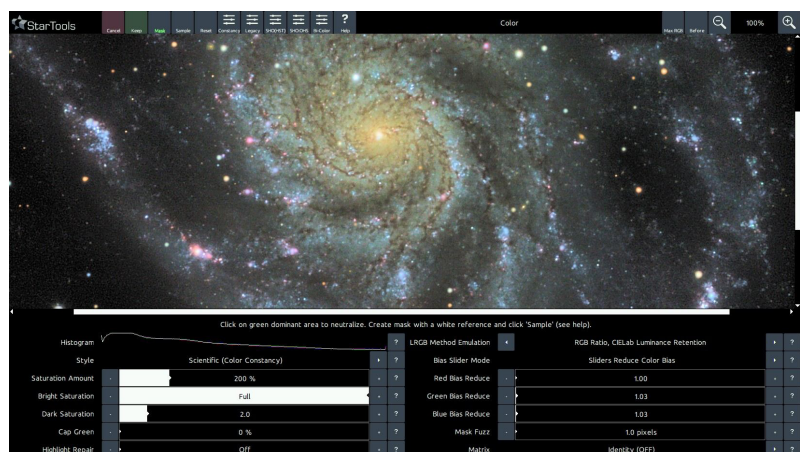 StarTools
Cancel Keep Mask Sample Reset Constancy Legacy SHO(HST) SHO:OHS Bi-Color ? Help
Color
Max RGB Before 100%
Click on green dominant area to neutralize. Create mask with a white reference and click 'Sample' (see help).
Histogram ? LRGB Method Emulation RGB Ratio, CIELab Luminance Retention ?
Style Scientific (Color Constancy) ? Bias Slider Mode Sliders Reduce Color Bias ?
Saturation Amount - 200 % + ? Red Bias Reduce - 1.00 + ?
Bright Saturation - Full + ? Green Bias Reduce - 1.03 + ?
Dark Saturation - 2.0 + ? Blue Bias Reduce - 1.03 + ?
Cap Green - 0 % + ? Mask Fuzz - 1.0 pixels + ?
Highlight Repair Off ? Matrix Identity (OFF) ?